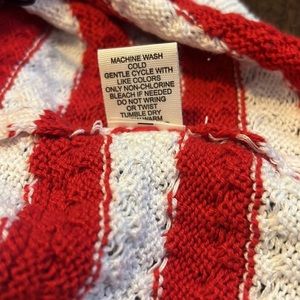 MACHINE WASH
COLD
GENTLE CYCLE WITH
LIKE COLORS
ONLY NON-CHLORINE
BLEACH IF NEEDED
DO NOT WRING
OR TWIST
TUMBLE DRY
WARM